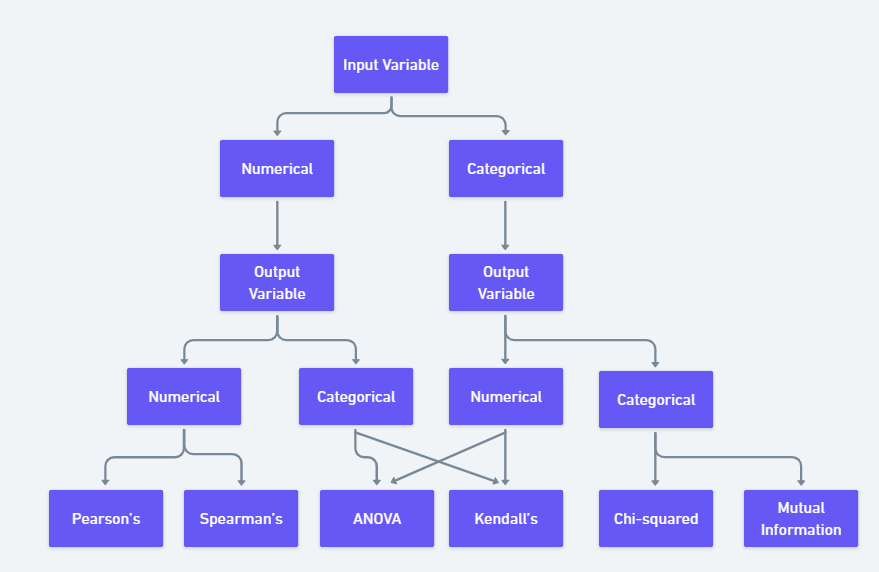 Input Variable
Numerical
Categorical
Output
Variable
Output
Variable
Numerical
Categorical
Numerical
Categorical
Pearson's
Spearman's
ANOVA
Kendall's
Chi-squared
Mutual
Information